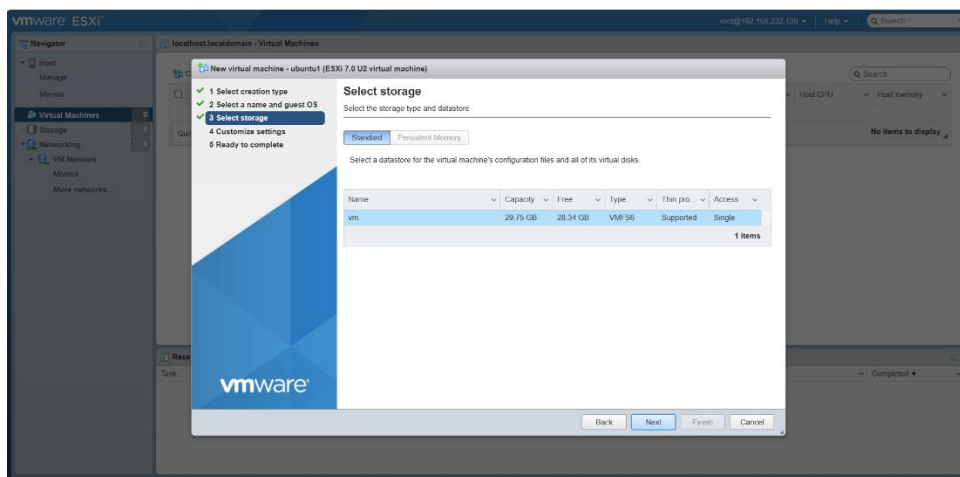 vmware ESXi
root@192.168.232.136 | Help | Search
Navigator
localhost.localdomain - Virtual Machines
Host
Manage
Monitor
Virtual Machines 0
Storage 1
Networking 1
VM Network
Monitor
More networks...
Search
Host CPU Host memory
No items to display
New virtual machine - ubuntu1 (ESXi 7.0 U2 virtual machine)
1 Select creation type
2 Select a name and guest OS
3 Select storage
4 Customize settings
5 Ready to complete
vmware
Select storage
Select the storage type and datastore
Standard Persistent Memory
Select a datastore for the virtual machine's configuration files and all of its virtual disks.
Name Capacity Free Type Thin pro... Access
vm 29.75 GB 28.34 GB VMFS6 Supported Single
1 items
Back Next Finish Cancel
Rece
Task Completed